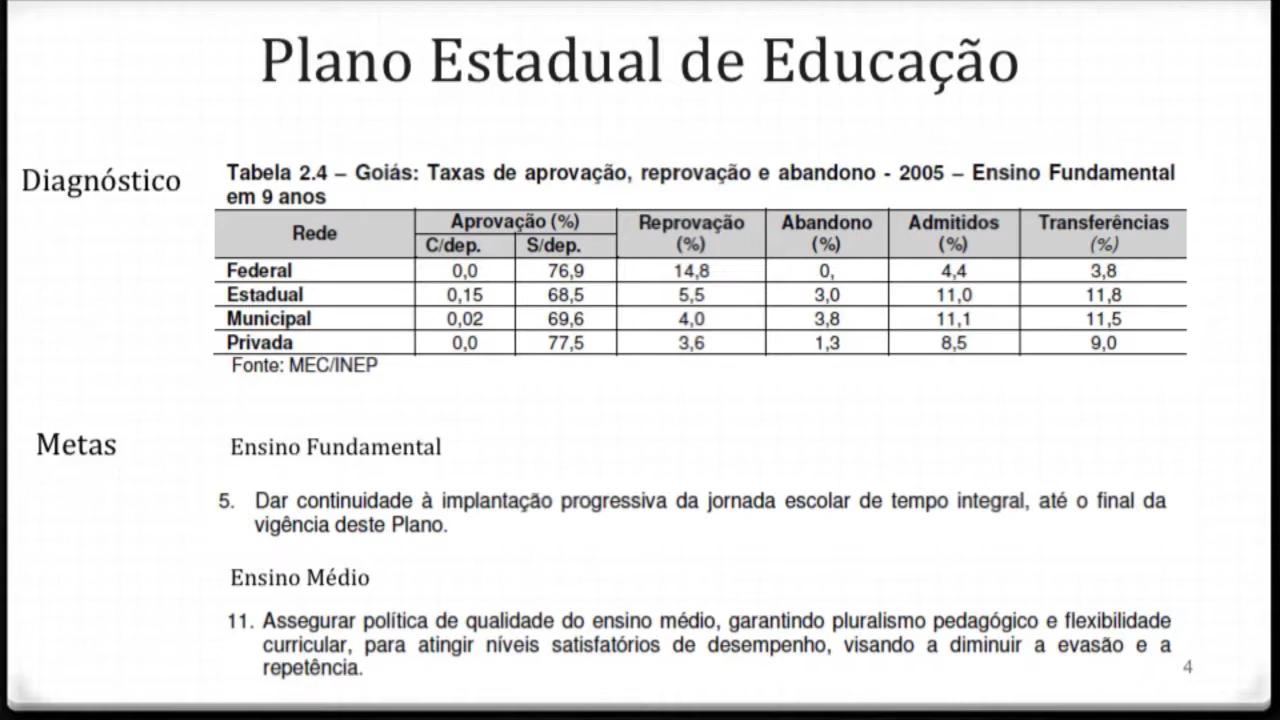 Plano Estadual de Educação
Diagnóstico
Tabela 2.4 – Goiás: Taxas de aprovação, reprovação e abandono - 2005 – Ensino Fundamental
em 9 anos
Rede Aprovação (%) Reprovação (%) Abandono (%) Admitidos (%) Transferências (%)
C/dep. S/dep.
Federal 0,0 76,9 14,8 0, 4,4 3,8
Estadual 0,15 68,5 5,5 3,0 11,0 11,8
Municipal 0,02 69,6 4,0 3,8 11,1 11,5
Privada 0,0 77,5 3,6 1,3 8,5 9,0
Fonte: MEC/INEP
Metas
Ensino Fundamental
5. Dar continuidade à implantação progressiva da jornada escolar de tempo integral, até o final da
vigência deste Plano.
Ensino Médio
11. Assegurar política de qualidade do ensino médio, garantindo pluralismo pedagógico e flexibilidade
curricular, para atingir níveis satisfatórios de desempenho, visando a diminuir a evasão e a
repetência.
4